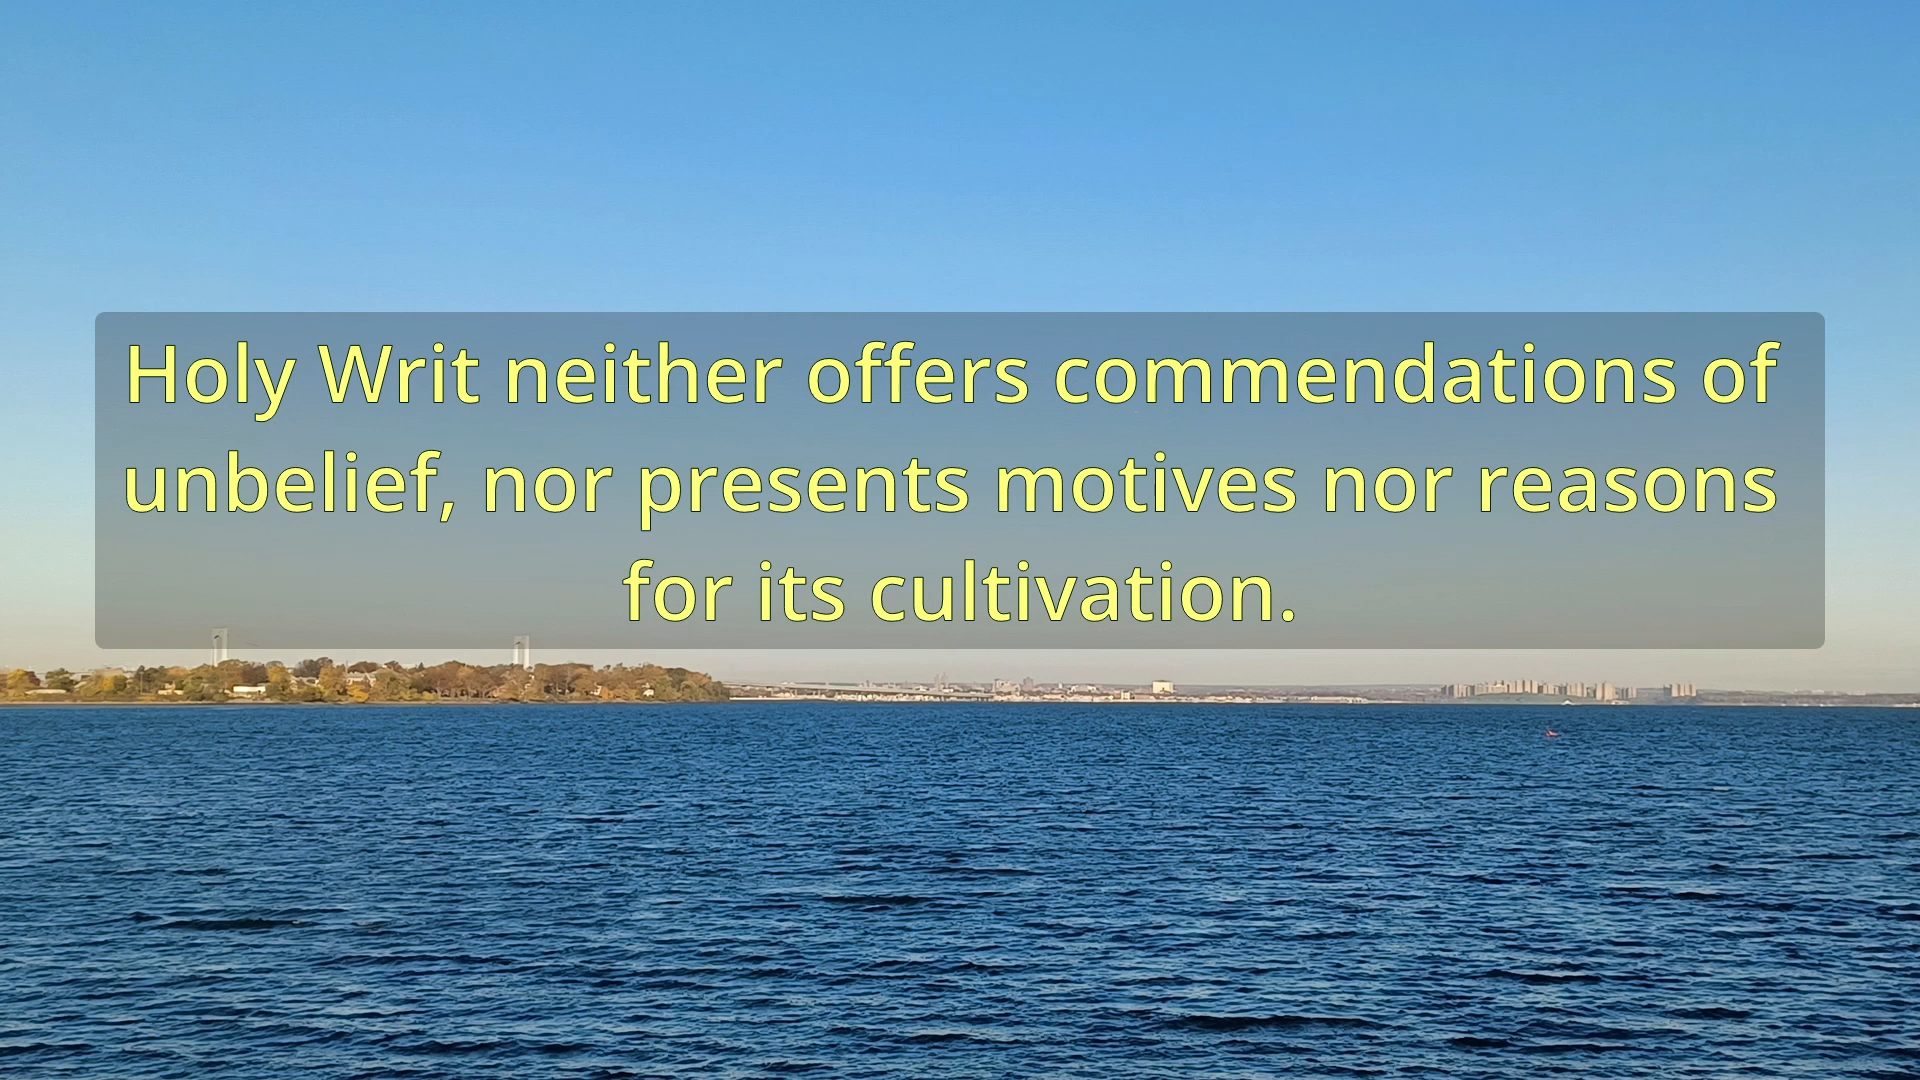 Holy Writ neither offers commendations of
unbelief, nor presents motives nor reasons
for its cultivation.